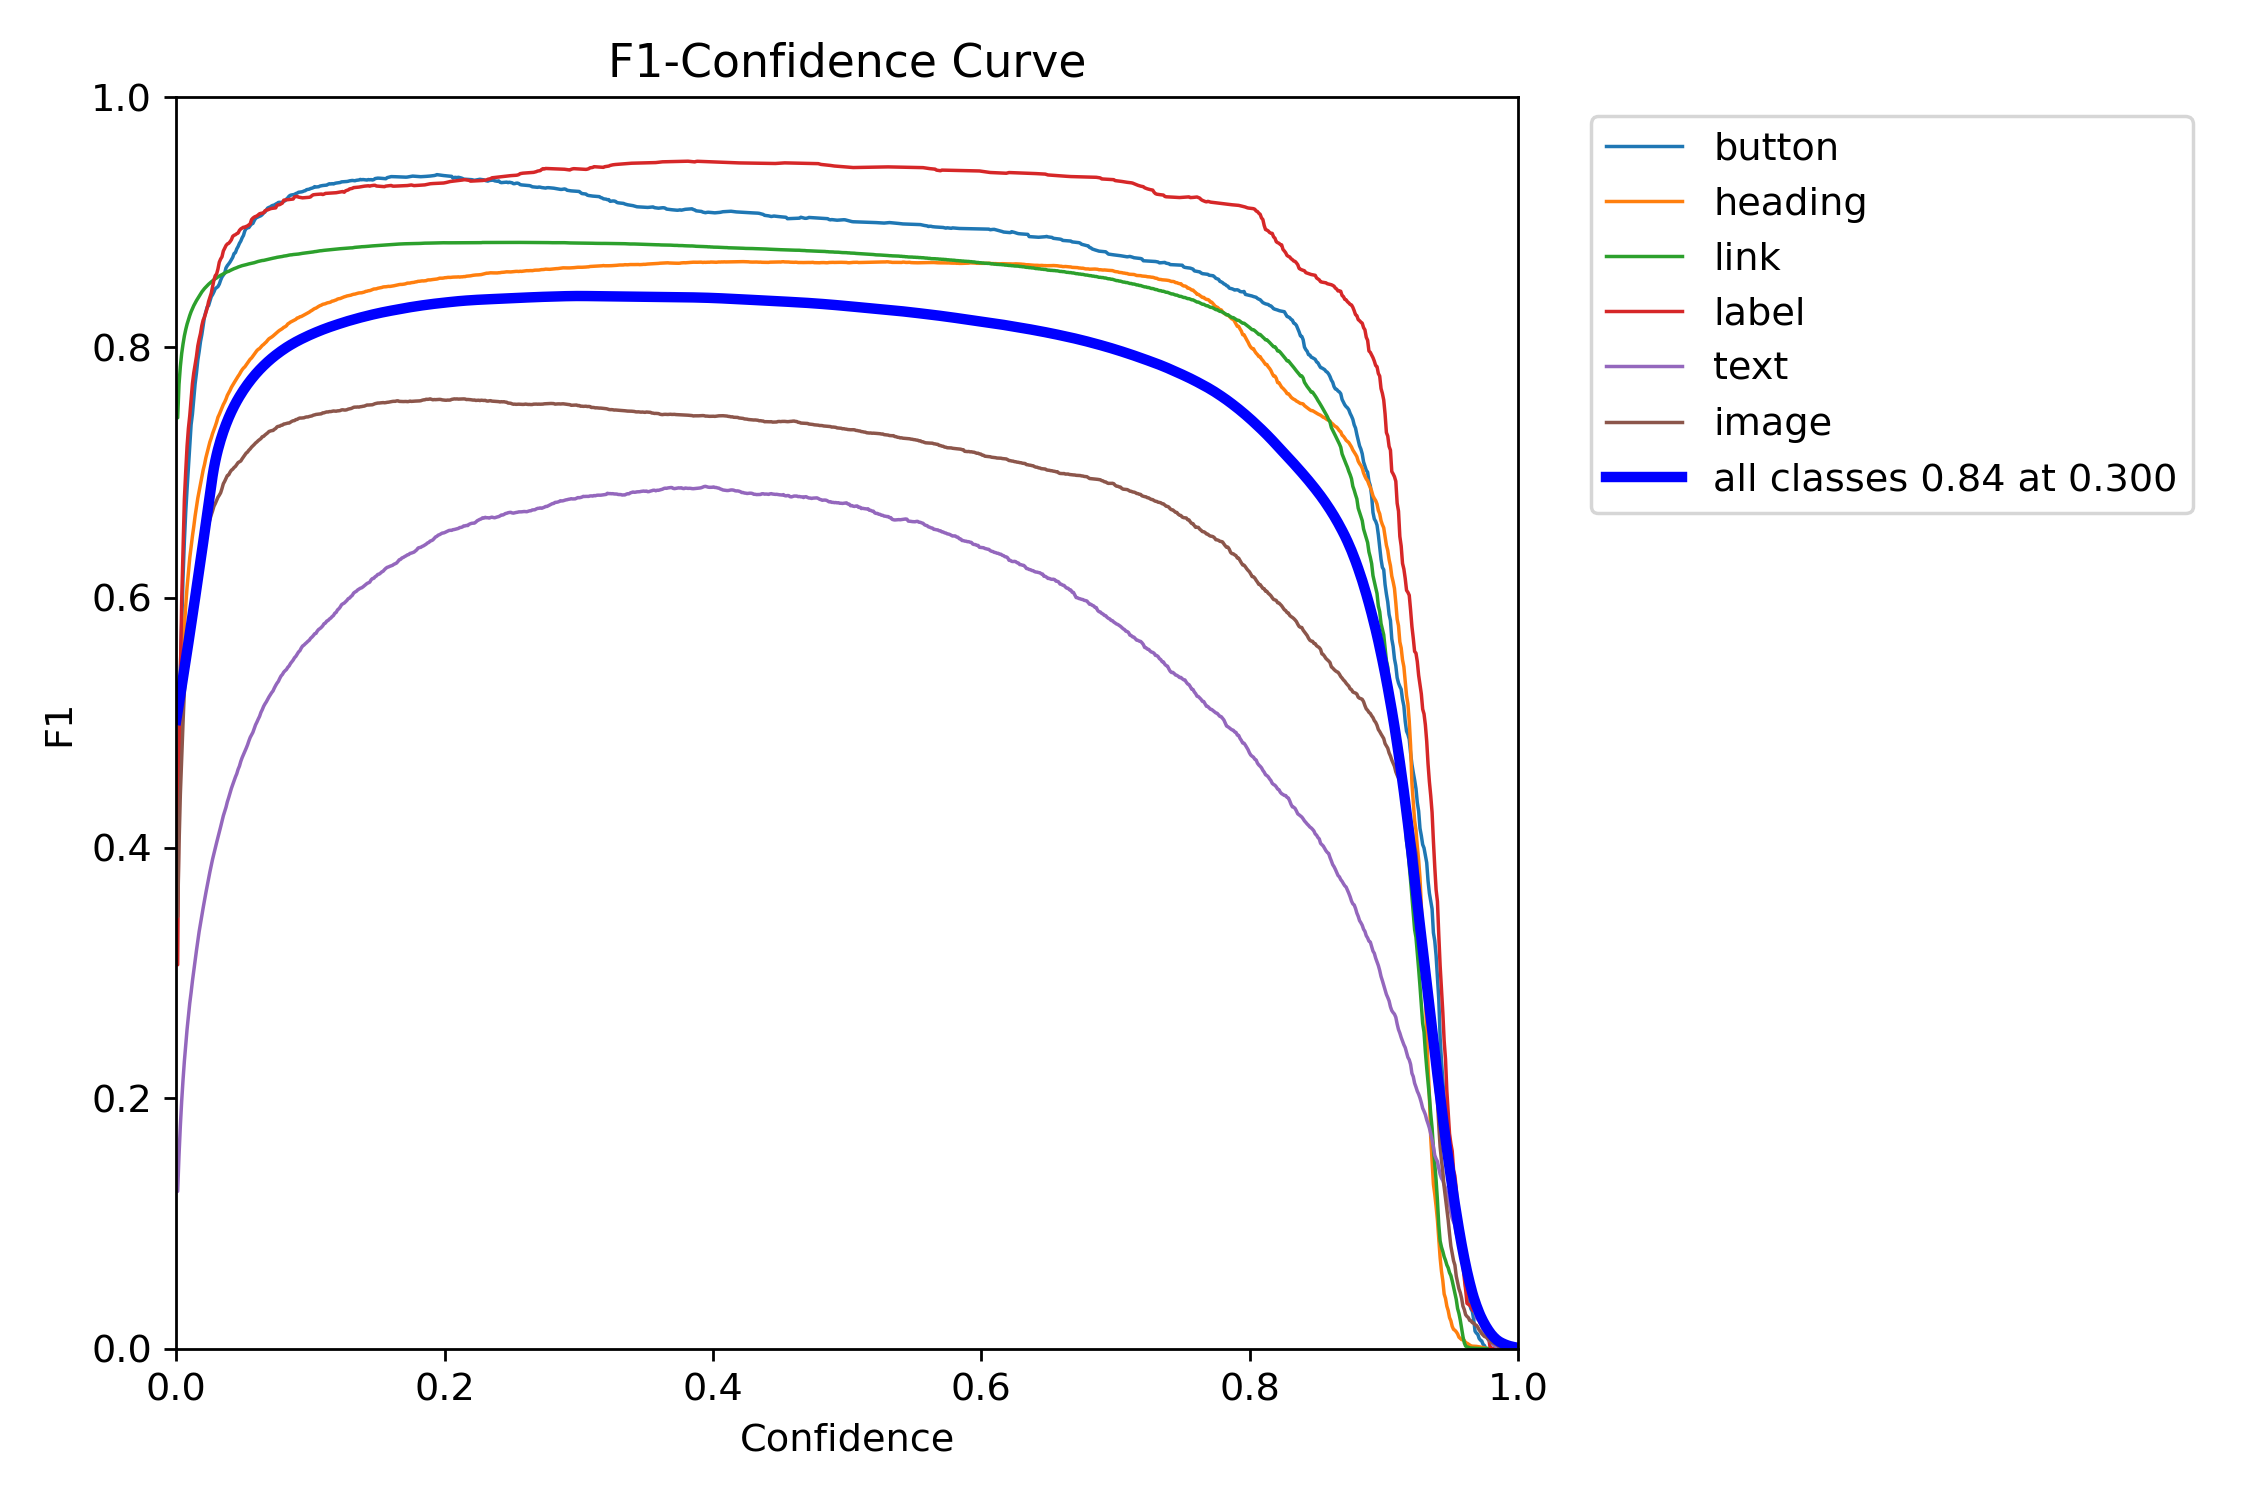 F1-Confidence Curve
1.0
0.8
0.6
0.4
0.2
0.0
F1
0.0 0.2 0.4 0.6 0.8 1.0
Confidence
button
heading
link
label
text
image
all classes 0.84 at 0.300